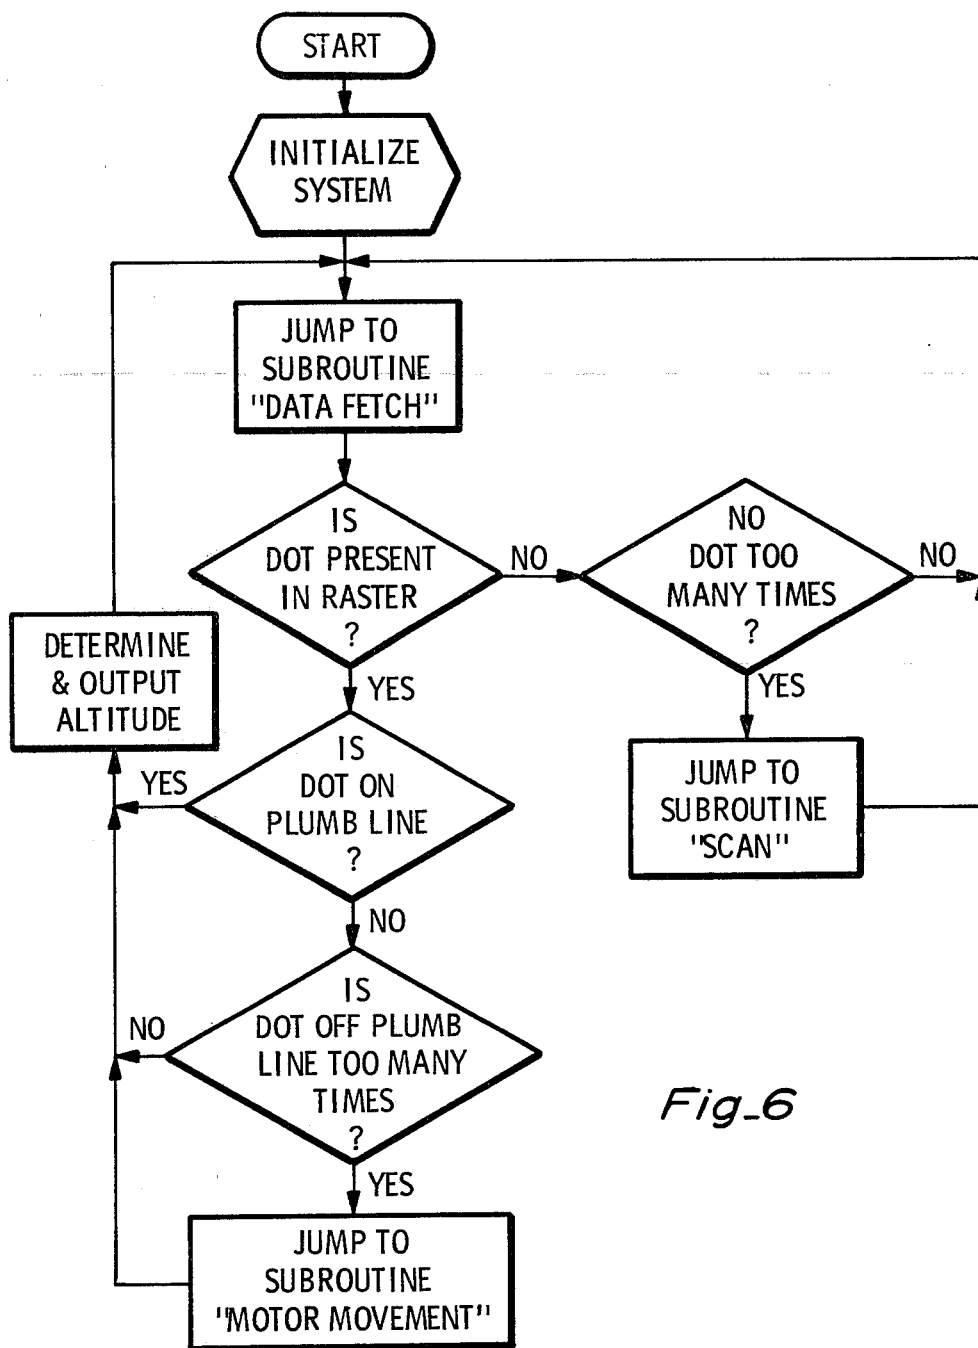 START
INITIALIZE
SYSTEM
JUMP TO
SUBROUTINE
"DATA FETCH"
IS
DOT PRESENT
IN RASTER
?
NO
NO
DOT TOO
MANY TIMES
?
NO
YES
YES
DETERMINE
& OUTPUT
ALTITUDE
IS
DOT ON
PLUMB LINE
?
YES
JUMP TO
SUBROUTINE
"SCAN"
NO
IS
DOT OFF PLUMB
LINE TOO MANY
TIMES
?
NO
YES
JUMP TO
SUBROUTINE
"MOTOR MOVEMENT"
Fig_6